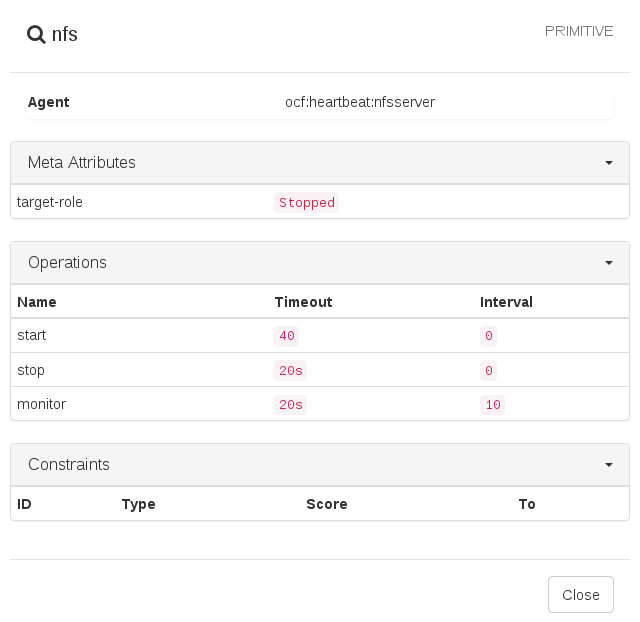 nfs PRIMITIVE
Agent ocf:heartbeat:nfsserver
Meta Attributes
target-role Stopped
Operations
Name Timeout Interval
start 40 0
stop 20s 0
monitor 20s 10
Constraints
ID Type Score To
Close